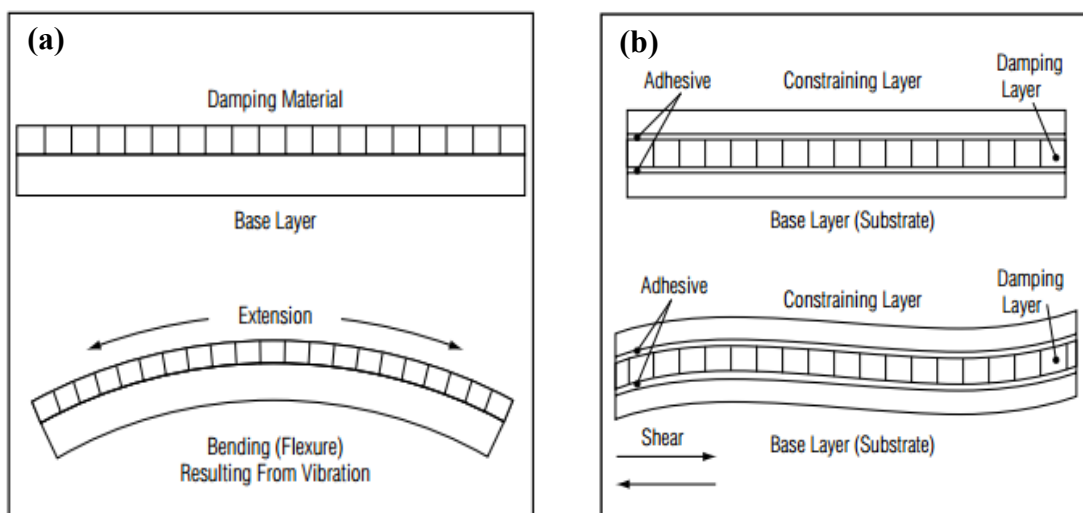 (a)
Damping Material
Base Layer
Extension
Bending (Flexure)
Resulting From Vibration
(b)
Adhesive
Constraining Layer
Damping
Layer
Base Layer (Substrate)
Adhesive
Constraining Layer
Damping
Layer
Shear
Base Layer (Substrate)